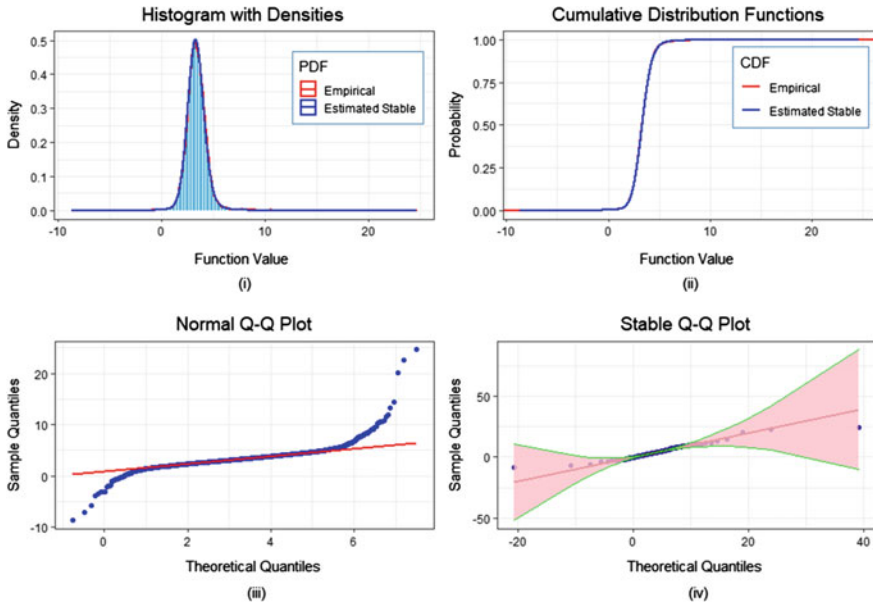 Histogram with Densities
0.5
0.4
0.3
0.2
0.1
0.0
Density
PDF
Empirical
Estimated Stable
-10
0
10
20
Function Value
(i)
Cumulative Distribution Functions
1.00
0.75
0.50
0.25
0.00
Probability
CDF
Empirical
Estimated Stable
-10
0
10
20
Function Value
(ii)
Normal Q-Q Plot
20
10
0
-10
Sample Quantiles
0
2
4
6
Theoretical Quantiles
(iii)
Stable Q-Q Plot
50
0
-50
Sample Quantiles
-20
0
20
40
Theoretical Quantiles
(iv)